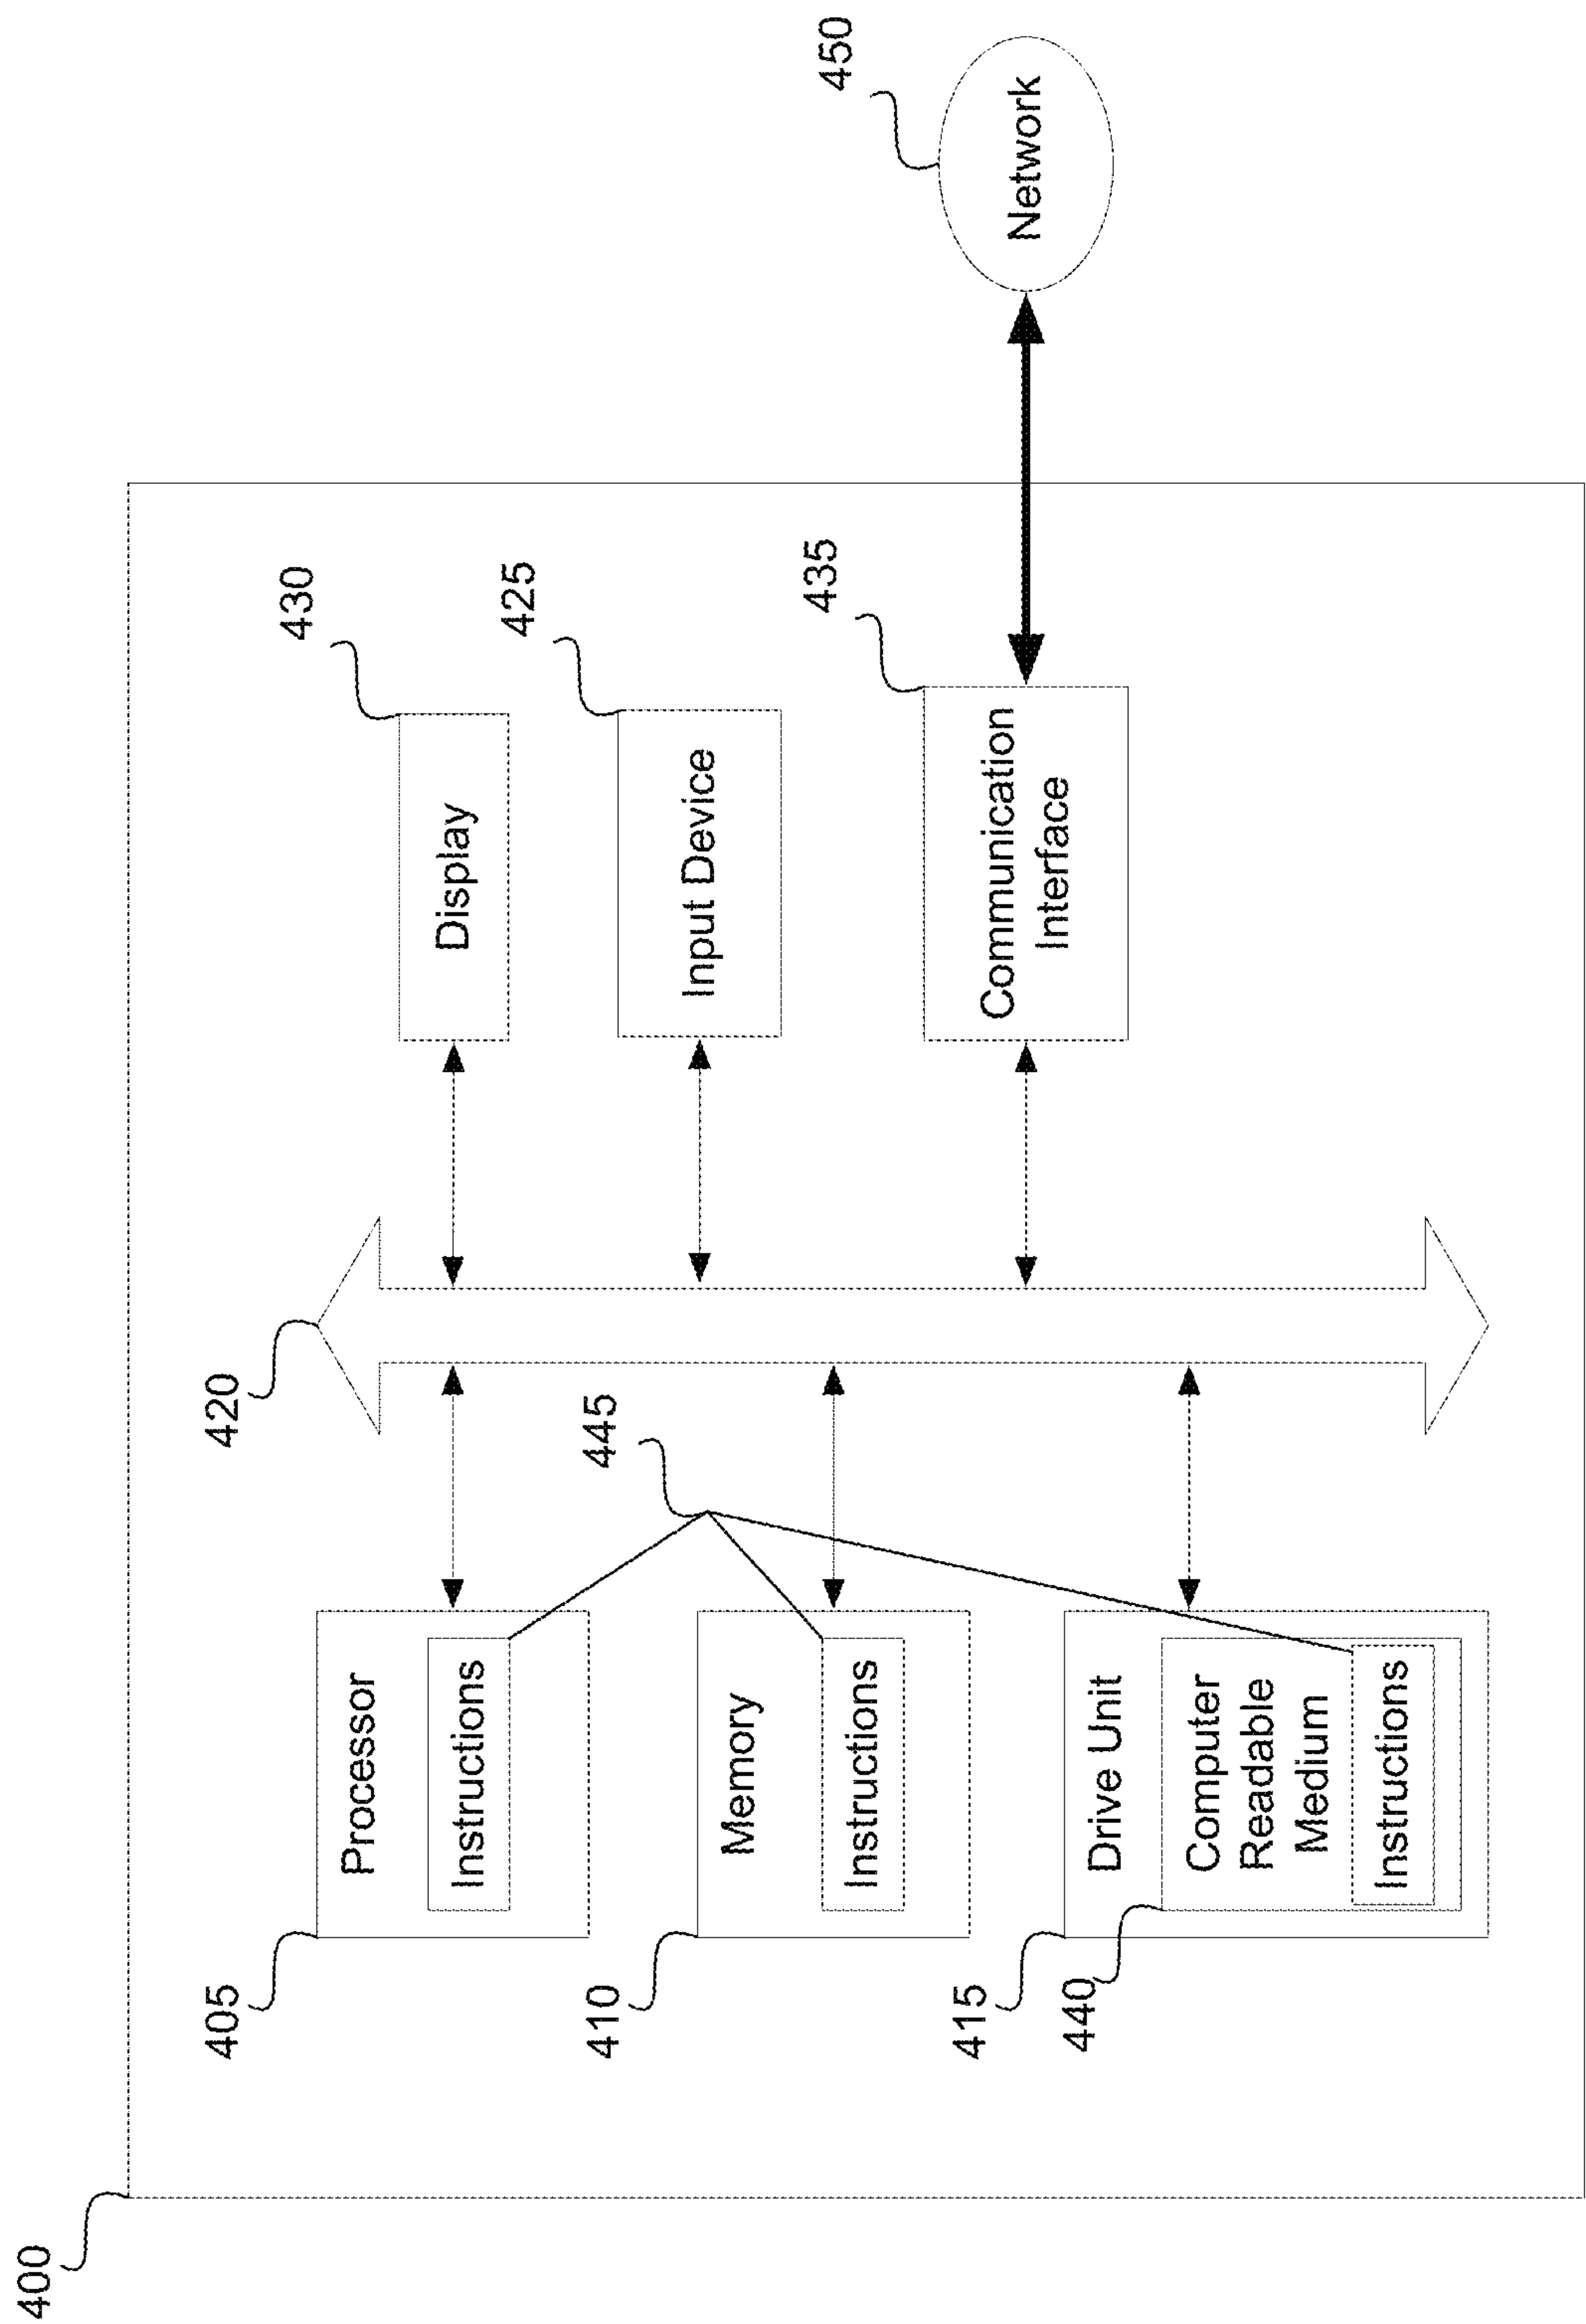 400
420
430
405
Processor
Instructions
Display
445
425
410
Memory
Instructions
Input Device
435
450
415
Drive Unit
440
Computer
Readable
Medium
Instructions
Communication
Interface
Network